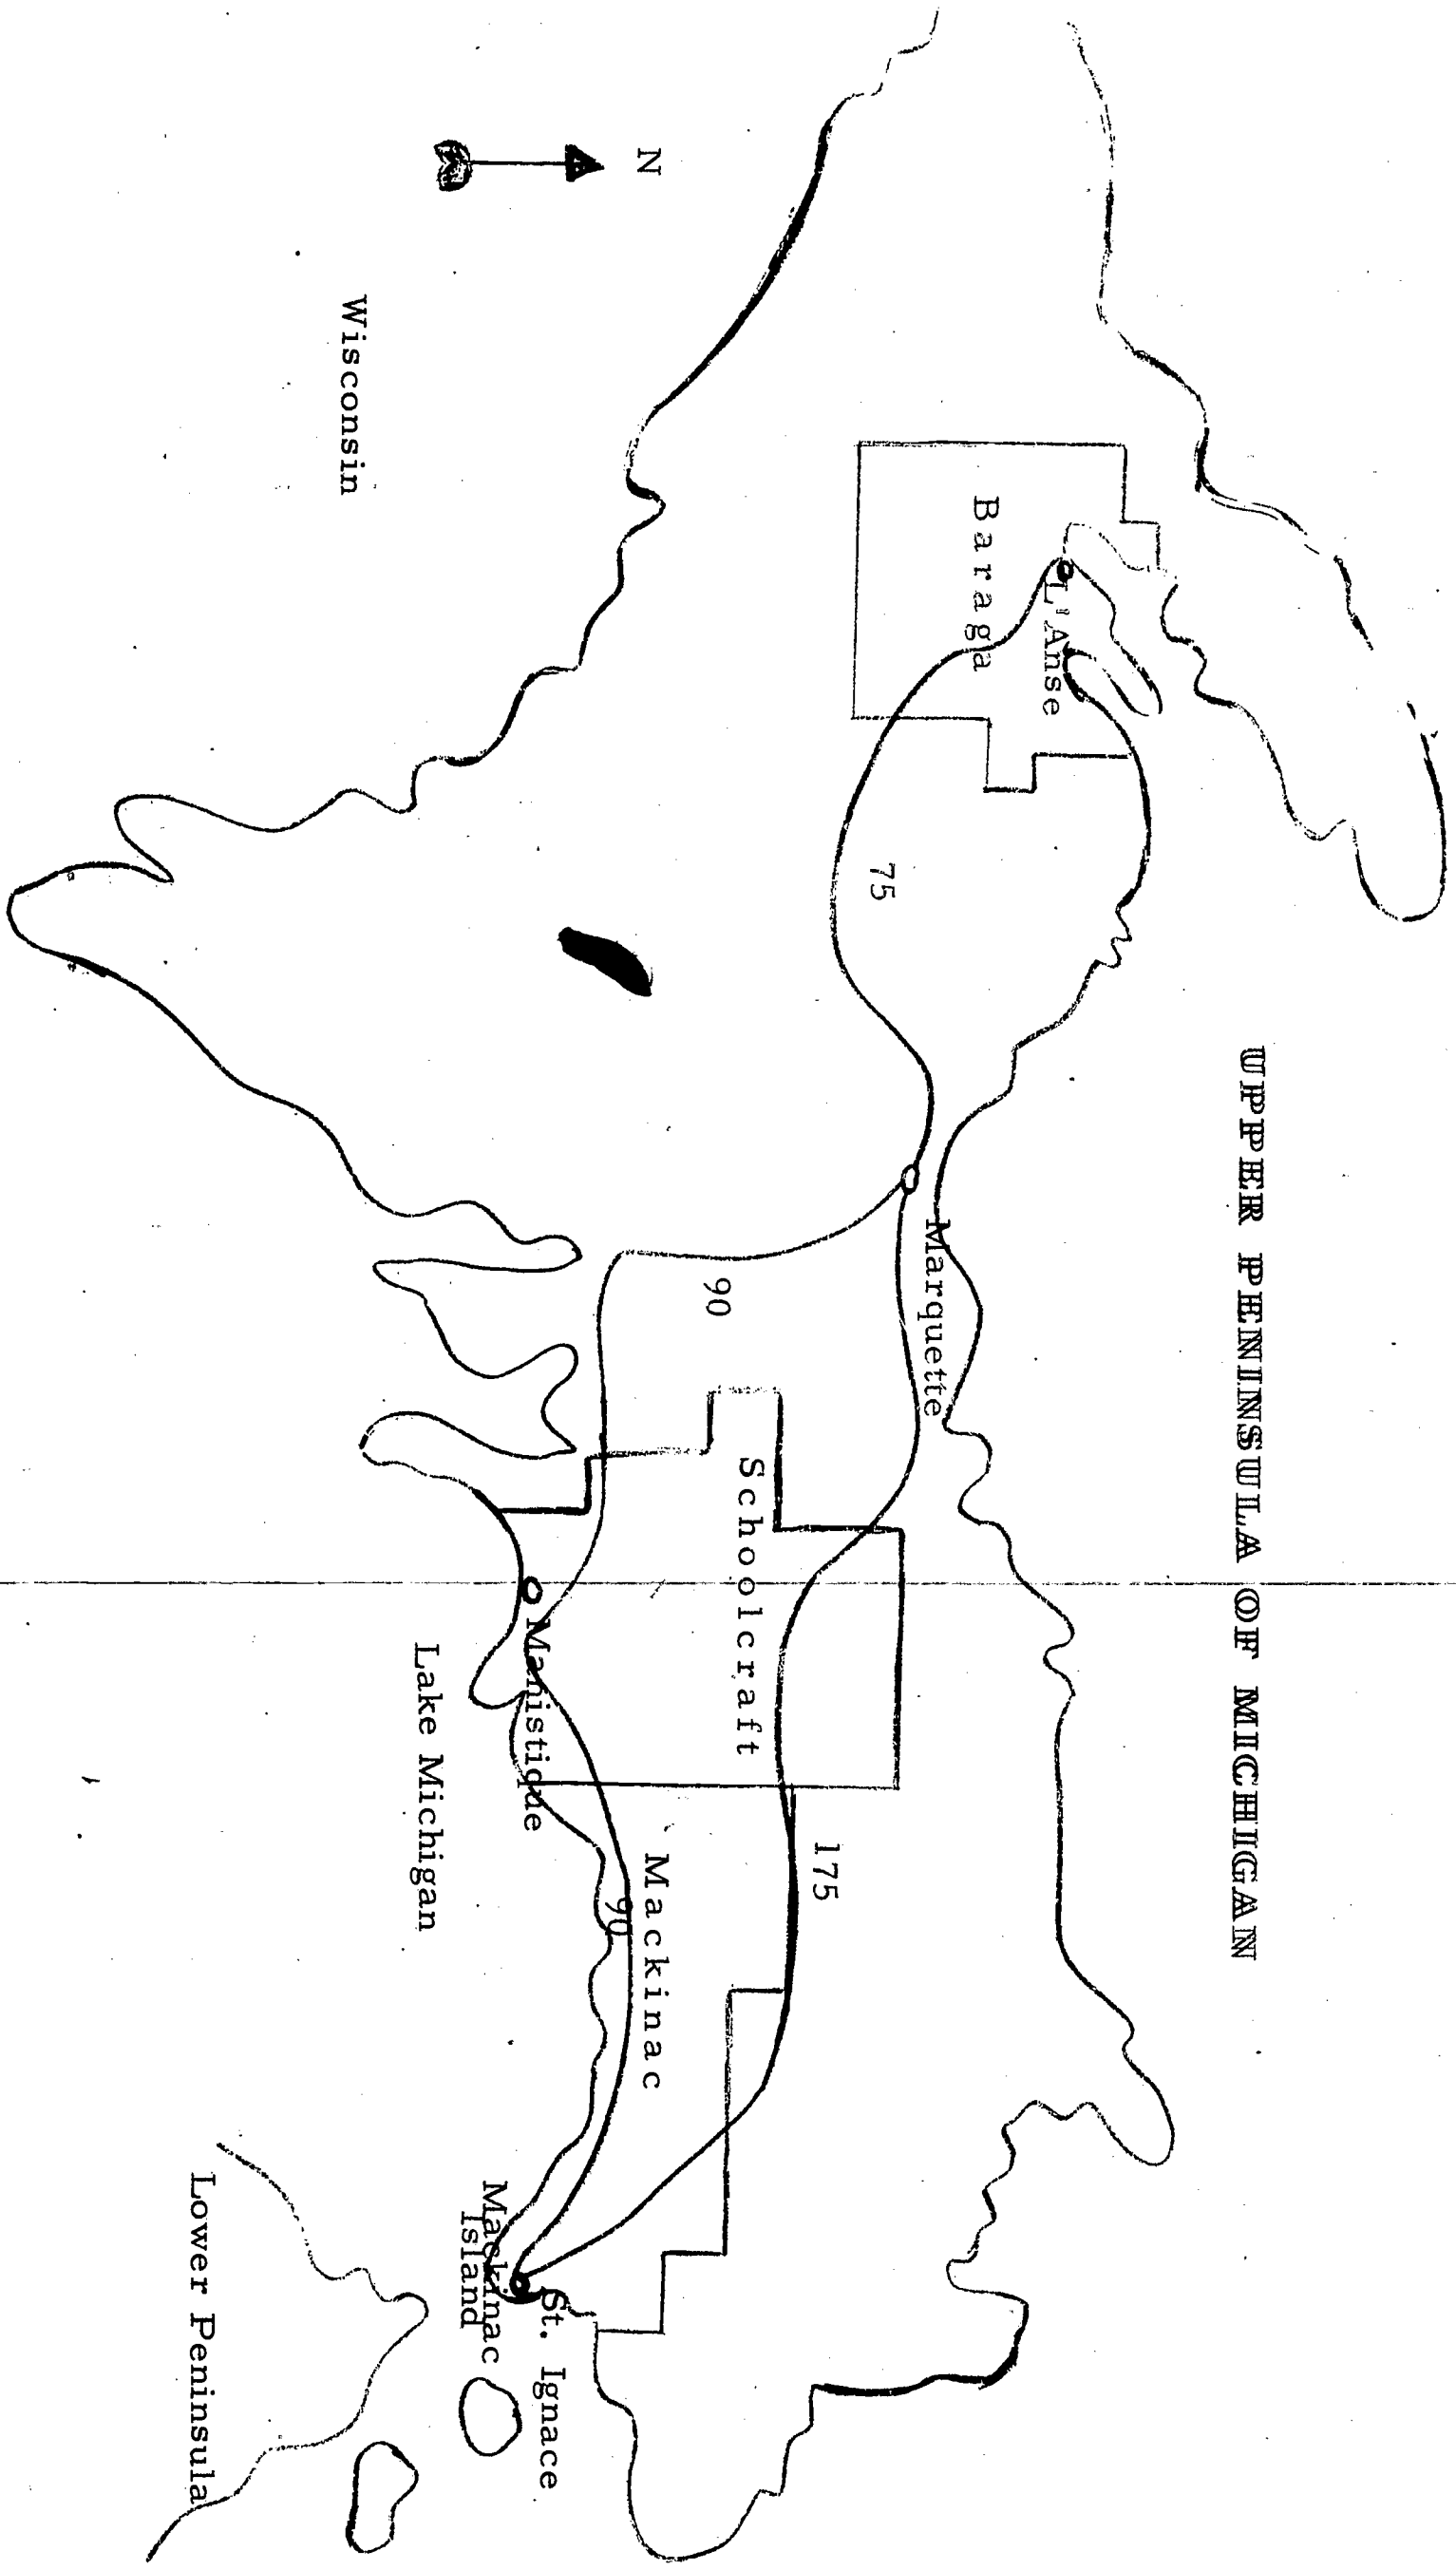 UPPER PENINSULA OF MICHIGAN
N
Wisconsin
L'Anse
Baraga
75
Marquette
90
Schoolcraft
175
Manistique
Lake Michigan
Mackinac
90
St. Ignace
Mackinac
Island
Lower Peninsula